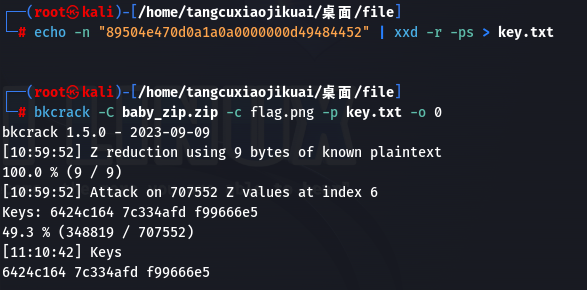 ┌──(root㉿kali)-[/home/tangcuxiaojikuai/桌面/file]
└─# echo -n "89504e470d0a1a0a0000000d49484452" | xxd -r -ps > key.txt
┌──(root㉿kali)-[/home/tangcuxiaojikuai/桌面/file]
└─# bkcrack -C baby_zip.zip -c flag.png -p key.txt -o 0
bkcrack 1.5.0 - 2023-09-09
[10:59:52] Z reduction using 9 bytes of known plaintext
100.0 % (9 / 9)
[10:59:52] Attack on 707552 Z values at index 6
Keys: 6424c164 7c334afd f99666e5
49.3 % (348819 / 707552)
[11:10:42] Keys
6424c164 7c334afd f99666e5